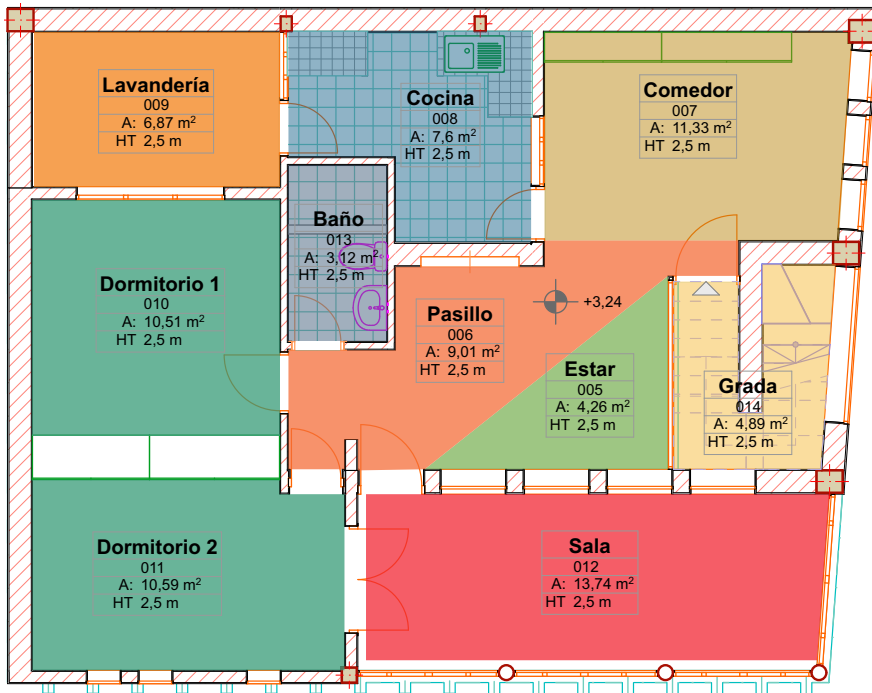 Lavandería
009
A: 6,87 m²
HT 2,5 m
Cocina
008
A: 7,6 m²
HT 2,5 m
Comedor
007
A: 11,33 m²
HT 2,5 m
Baño
013
A: 3,12 m²
HT 2,5 m
Dormitorio 1
010
A: 10,51 m²
HT 2,5 m
Pasillo
006
A: 9,01 m²
HT 2,5 m
+3,24
Estar
005
A: 4,26 m²
HT 2,5 m
Grada
014
A: 4,89 m²
HT 2,5 m
Dormitorio 2
011
A: 10,59 m²
HT 2,5 m
Sala
012
A: 13,74 m²
HT 2,5 m